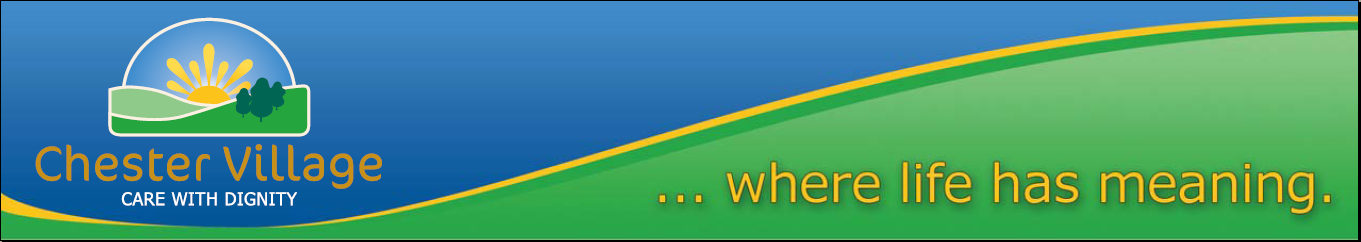 Chester Village
CARE WITH DIGNITY
... where life has meaning.